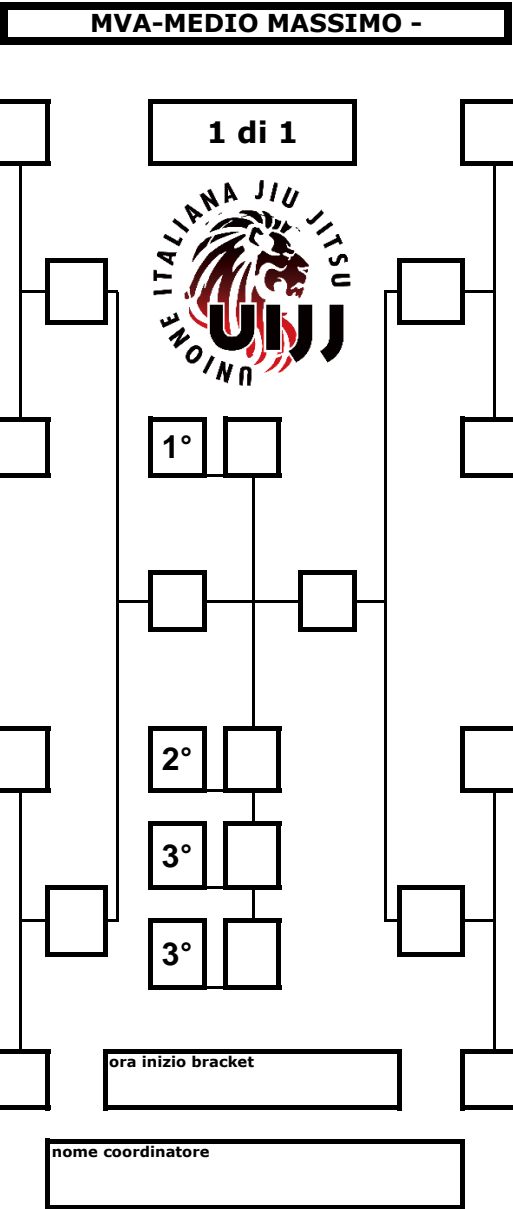 MVA-MEDIO MASSIMO -
1 di 1
UNIONE ITALIANA JIU JITSU
UIJJ
1°
2°
3°
3°
ora inizio bracket
nome coordinatore